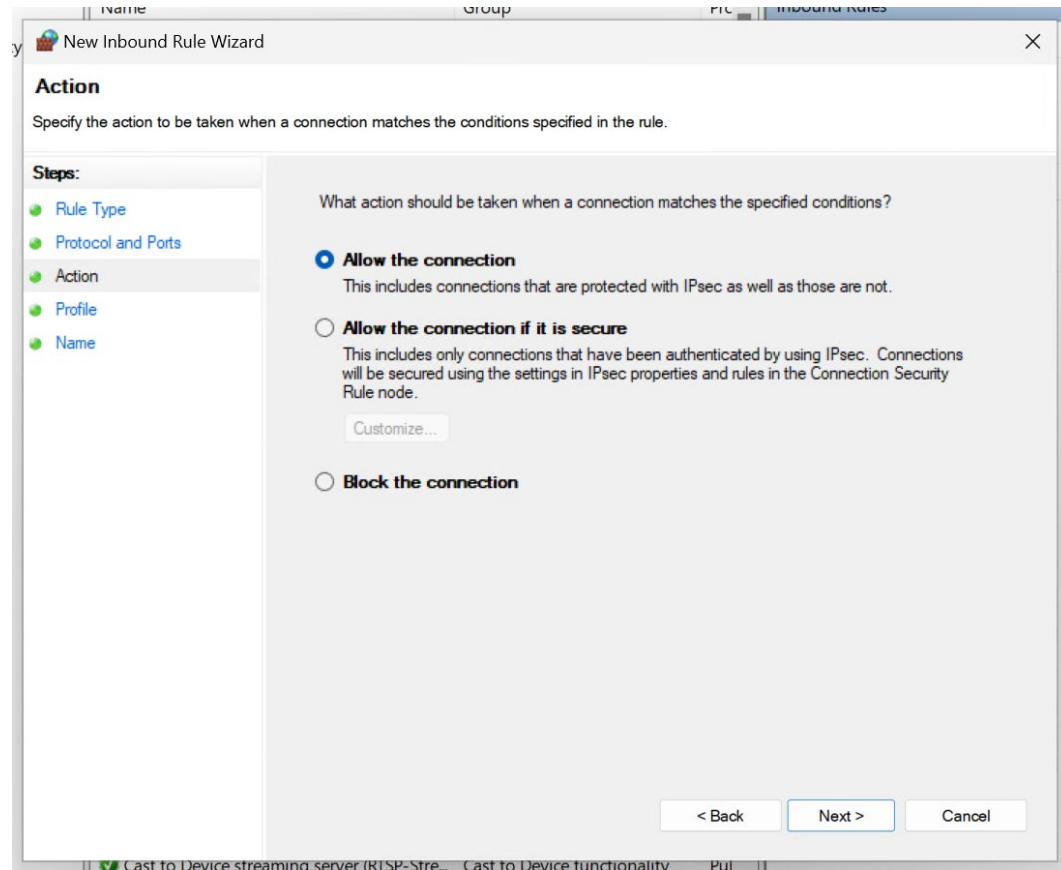 Name Group Inbound Rules
New Inbound Rule Wizard
Action
Specify the action to be taken when a connection matches the conditions specified in the rule.
Steps:
Rule Type
Protocol and Ports
Action
Profile
Name
What action should be taken when a connection matches the specified conditions?
Allow the connection
This includes connections that are protected with IPsec as well as those are not.
Allow the connection if it is secure
This includes only connections that have been authenticated by using IPsec. Connections
will be secured using the settings in IPsec properties and rules in the Connection Security
Rule node.
Customize...
Block the connection
< Back Next > Cancel
Cast to Device streaming server (RTSP-Stre... Cast to Device functionality